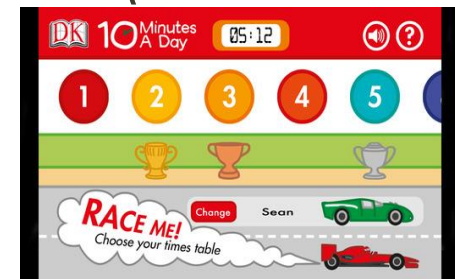 DK 10 Minutes A Day 05:12 ?
1 2 3 4 5
Change Sean
RACE ME!
Choose your times table